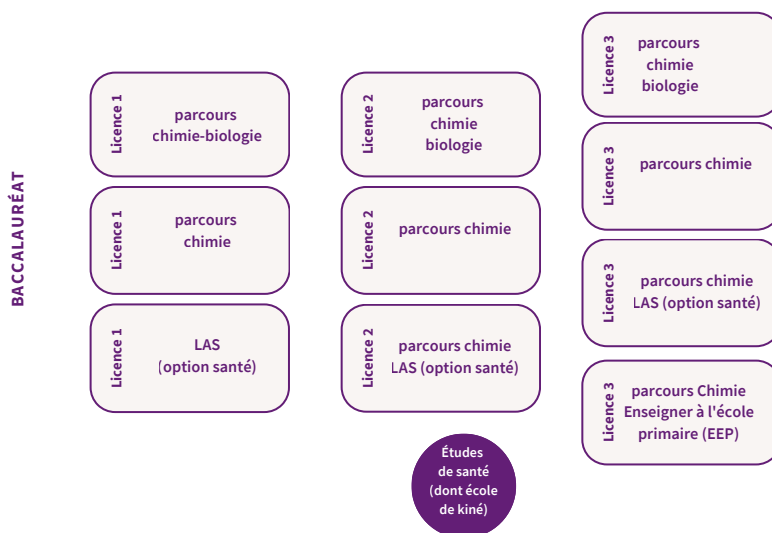 BACCALAURÉAT
Licence 1
parcours
chimie-biologie
Licence 1
parcours
chimie
Licence 1
LAS
(option santé)
Licence 2
parcours
chimie
biologie
Licence 2
parcours chimie
Licence 2
parcours chimie
LAS (option santé)
Études
de santé
(dont école
de kiné)
Licence 3
parcours
chimie
biologie
Licence 3
parcours chimie
Licence 3
parcours chimie
LAS (option santé)
Licence 3
parcours Chimie
Enseigner à l'école
primaire (EEP)